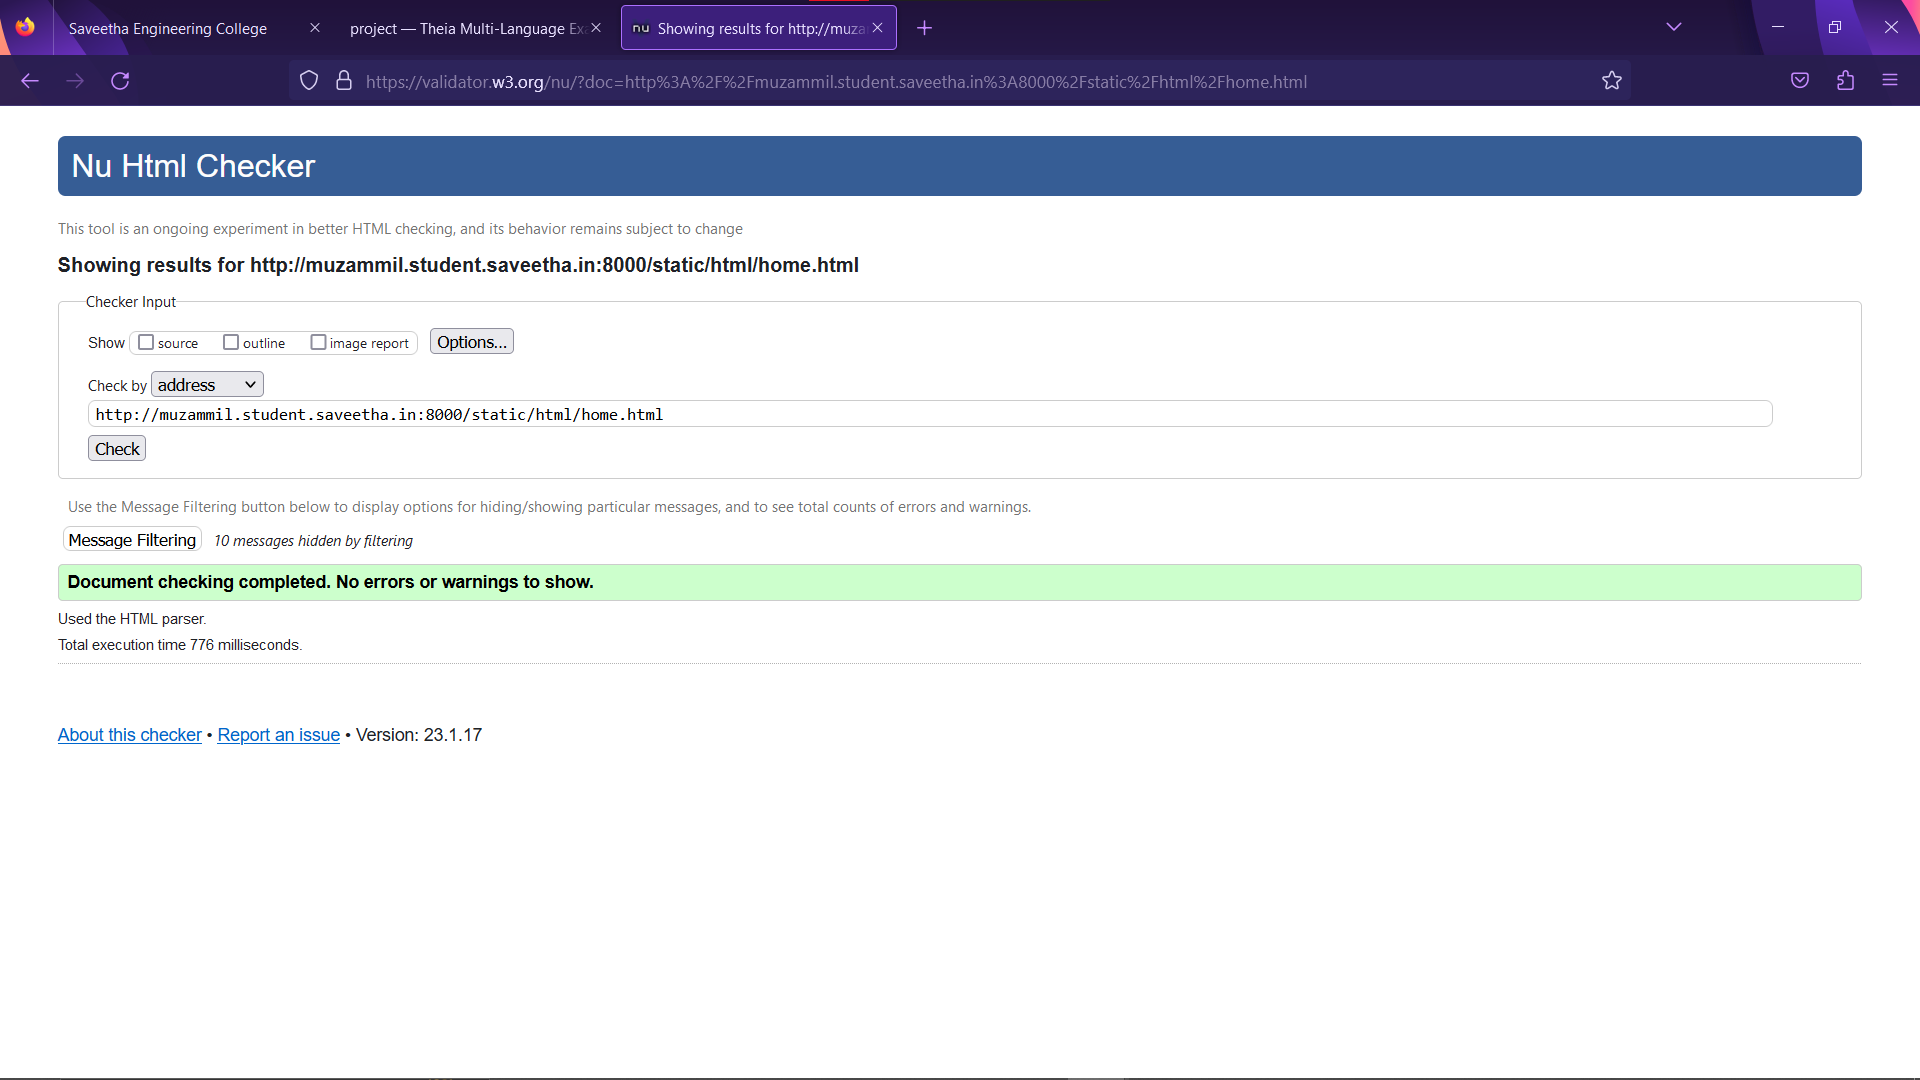 Saveetha Engineering College
project — Theia Multi-Language Ex
nu Showing results for http://muza
https://validator.w3.org/nu/?doc=http%3A%2F%2Fmuzammil.student.saveetha.in%3A8000%2Fstatic%2Fhtml%2Fhome.html
Nu Html Checker
This tool is an ongoing experiment in better HTML checking, and its behavior remains subject to change
Showing results for http://muzammil.student.saveetha.in:8000/static/html/home.html
Checker Input
Show source outline image report Options...
Check by address
http://muzammil.student.saveetha.in:8000/static/html/home.html
Check
Use the Message Filtering button below to display options for hiding/showing particular messages, and to see total counts of errors and warnings.
Message Filtering 10 messages hidden by filtering
Document checking completed. No errors or warnings to show.
Used the HTML parser.
Total execution time 776 milliseconds.
About this checker • Report an issue • Version: 23.1.17